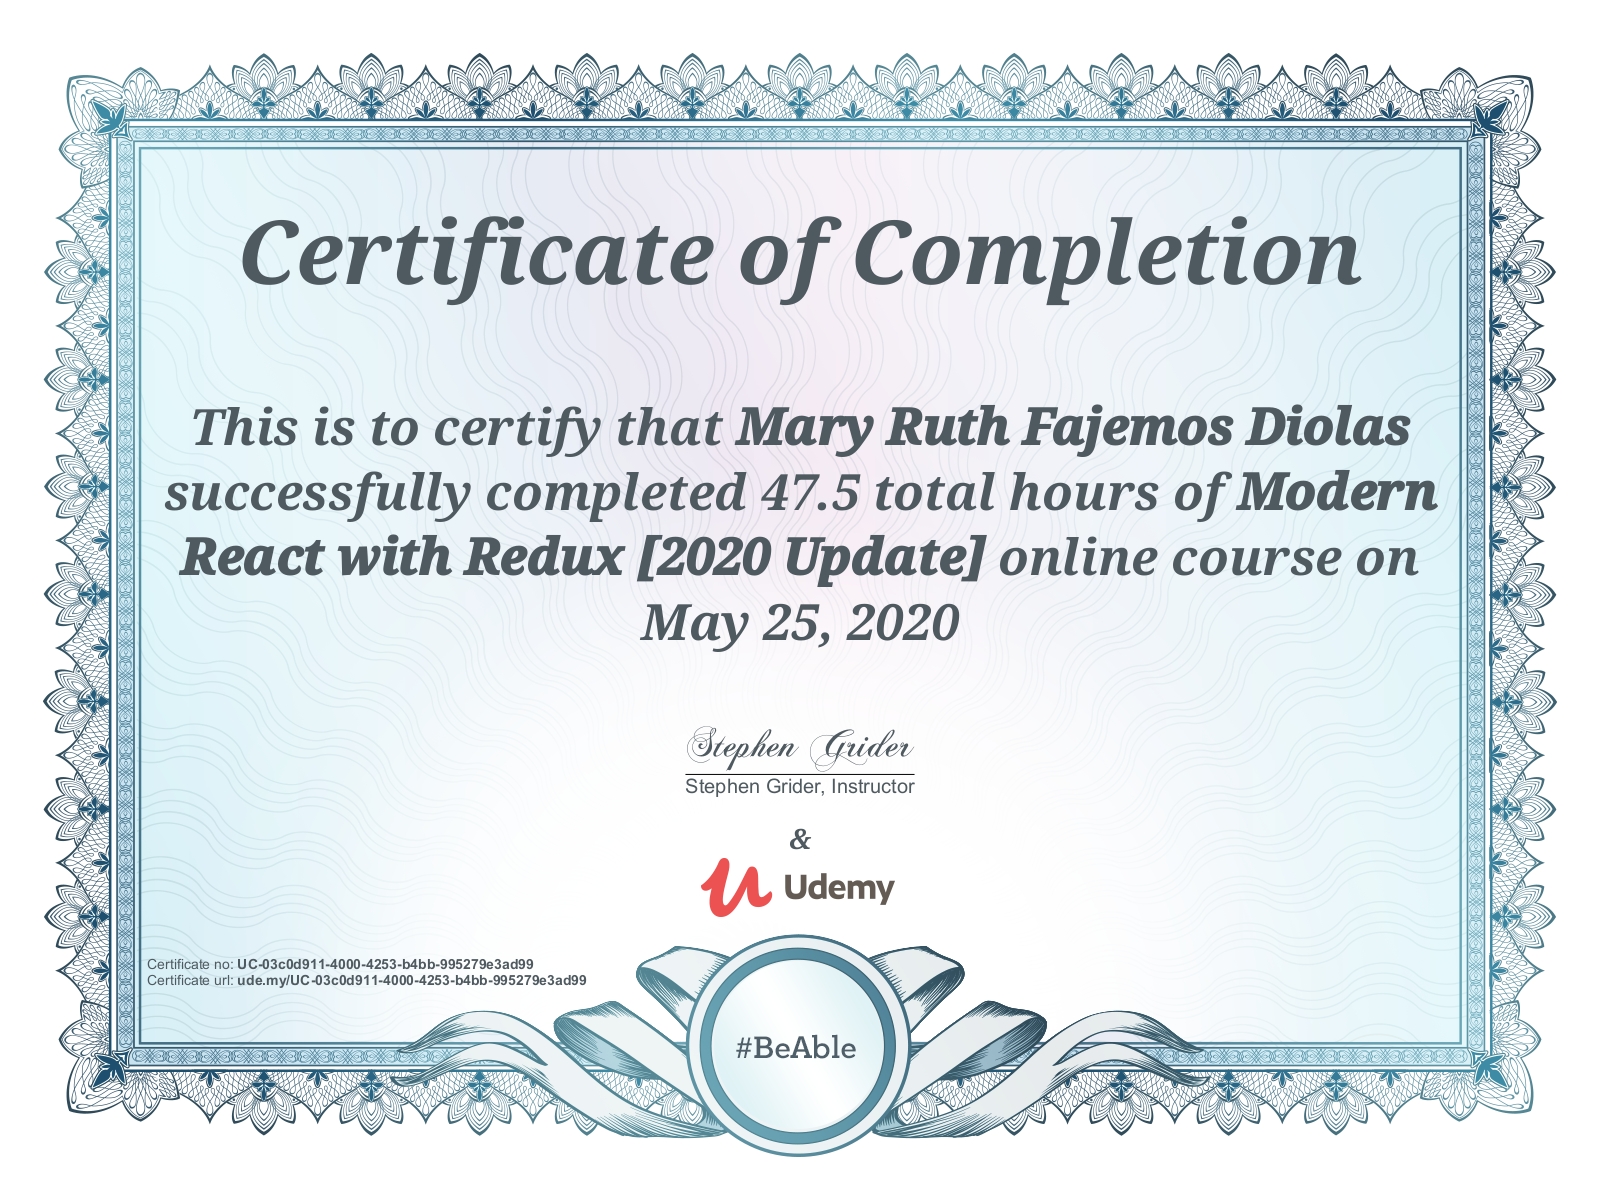 Certificate of Completion
This is to certify that Mary Ruth Fajemos Diolas
successfully completed 47.5 total hours of Modern
React with Redux [2020 Update] online course on
May 25, 2020
Stephen Grider
Stephen Grider, Instructor
&
Udemy
Certificate no: UC-03c0d911-4000-4253-b4bb-995279e3ad99
Certificate url: ude.my/UC-03c0d911-4000-4253-b4bb-995279e3ad99
#BeAble